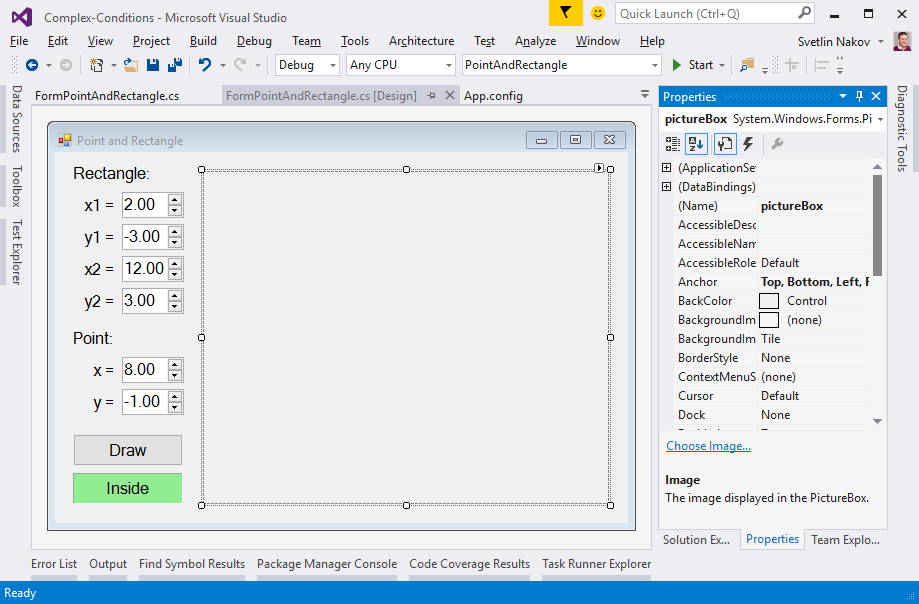 Complex-Conditions - Microsoft Visual Studio
Quick Launch (Ctrl+Q)
File Edit View Project Build Debug Team Tools Architecture Test Analyze Window Help
Svetlin Nakov
Debug Any CPU PointAndRectangle Start
Data Sources
Toolbox
Test Explorer
FormPointAndRectangle.cs FormPointAndRectangle.cs [Design] App.config
Point and Rectangle
Rectangle:
x1 = 2.00
y1 = -3.00
x2 = 12.00
y2 = 3.00
Point:
x = 8.00
y = -1.00
Draw
Inside
Properties
pictureBox System.Windows.Forms.Pi
(ApplicationSe
(DataBindings)
(Name) pictureBox
AccessibleDesc
AccessibleNam
AccessibleRole Default
Anchor Top, Bottom, Left, F
BackColor Control
BackgroundIm (none)
BackgroundIm Tile
BorderStyle None
ContextMenuS (none)
Cursor Default
Dock None
Choose Image...
Image
The image displayed in the PictureBox.
Solution Ex... Properties Team Explo...
Diagnostic Tools
Error List Output Find Symbol Results Package Manager Console Code Coverage Results Task Runner Explorer
Ready